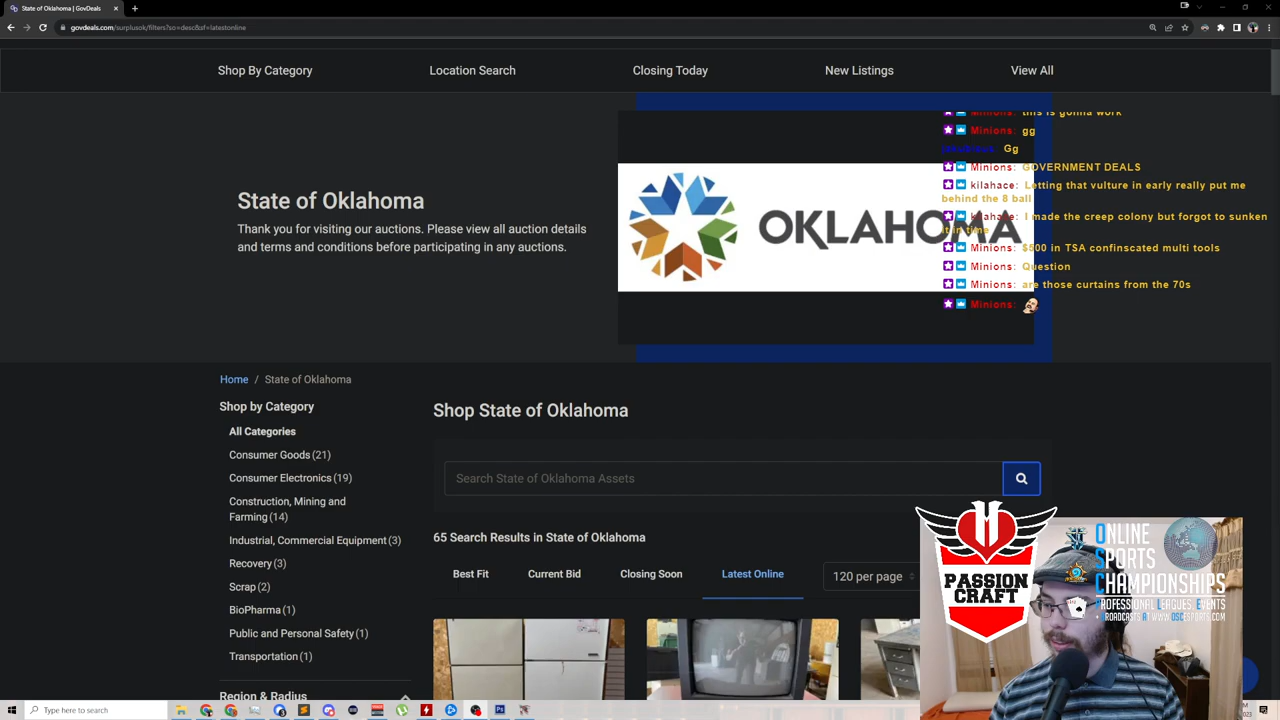 State of Oklahoma | GovDeals
govdeals.com/surplusok/filters?so=desc&sf=latestonline
Shop By Category
Location Search
Closing Today
New Listings
View All
State of Oklahoma
Thank you for visiting our auctions. Please view all auction details
and terms and conditions before participating in any auctions.
OKLAHOMA
Minions: this is gonna work
Minions: gg
Gg
Minions: GOVERNMENT DEALS
kilahace: Letting that vulture in early really put me
behind the 8 ball
kilahace: I made the creep colony but forgot to sunken
it in time
Minions: $500 in TSA confinscated multi tools
Minions: Question
Minions: are those curtains from the 70s
Minions:
Home / State of Oklahoma
Shop by Category
All Categories
Consumer Goods (21)
Consumer Electronics (19)
Construction, Mining and
Farming (14)
Industrial, Commercial Equipment (3)
Recovery (3)
Scrap (2)
BioPharma (1)
Public and Personal Safety (1)
Transportation (1)
Region & Radius
Shop State of Oklahoma
Search State of Oklahoma Assets
65 Search Results in State of Oklahoma
Best Fit
Current Bid
Closing Soon
Latest Online
120 per page
PASSION
CRAFT
ONLINE
SPORTS
CHAMPIONSHIPS
PROFESSIONAL LEAGUES, EVENTS
+ BROADCASTS AT WWW.OSCESPORTS.COM
Type here to search